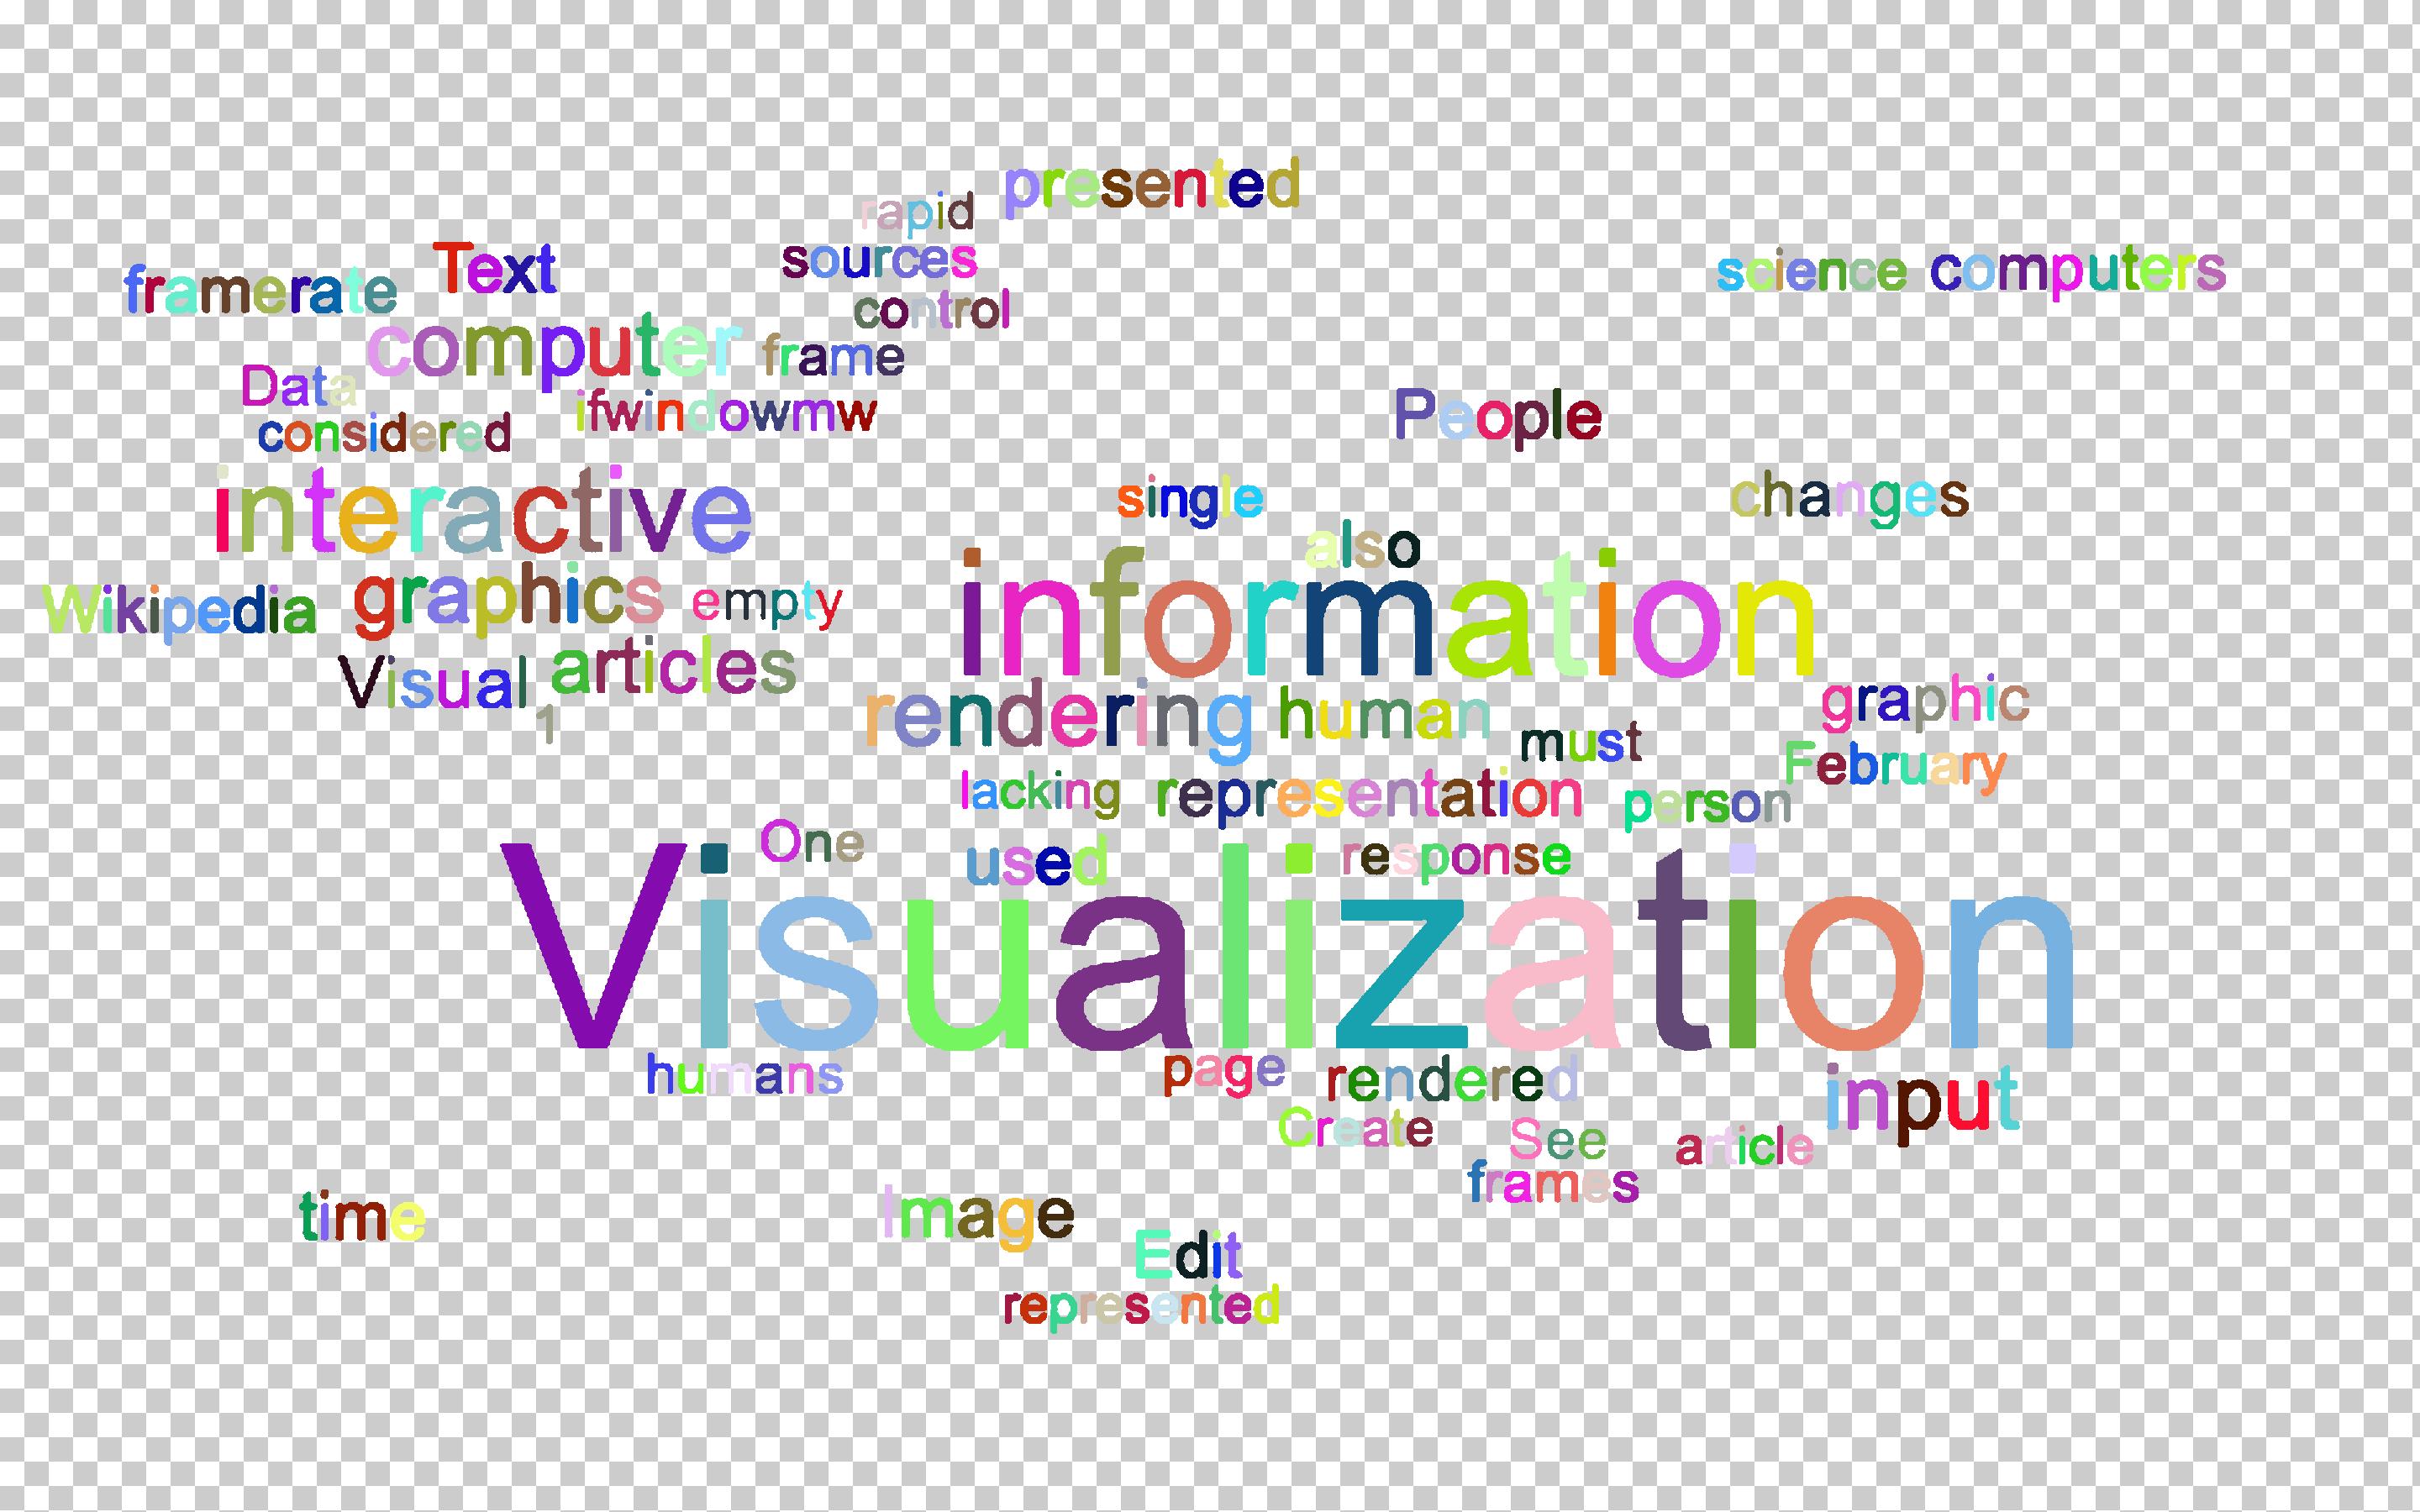 presented
rapid
sources
science computers
framerate Text
control
computer frame
Data
ifwindowmw
People
considered
interactive
single
changes
also
Wikipedia graphics empty
information
Visual articles
1
rendering human
graphic
must
February
lacking representation person
One used response
Visualization
humans page rendered input
Create See article
frames
time Image
Edit
represented